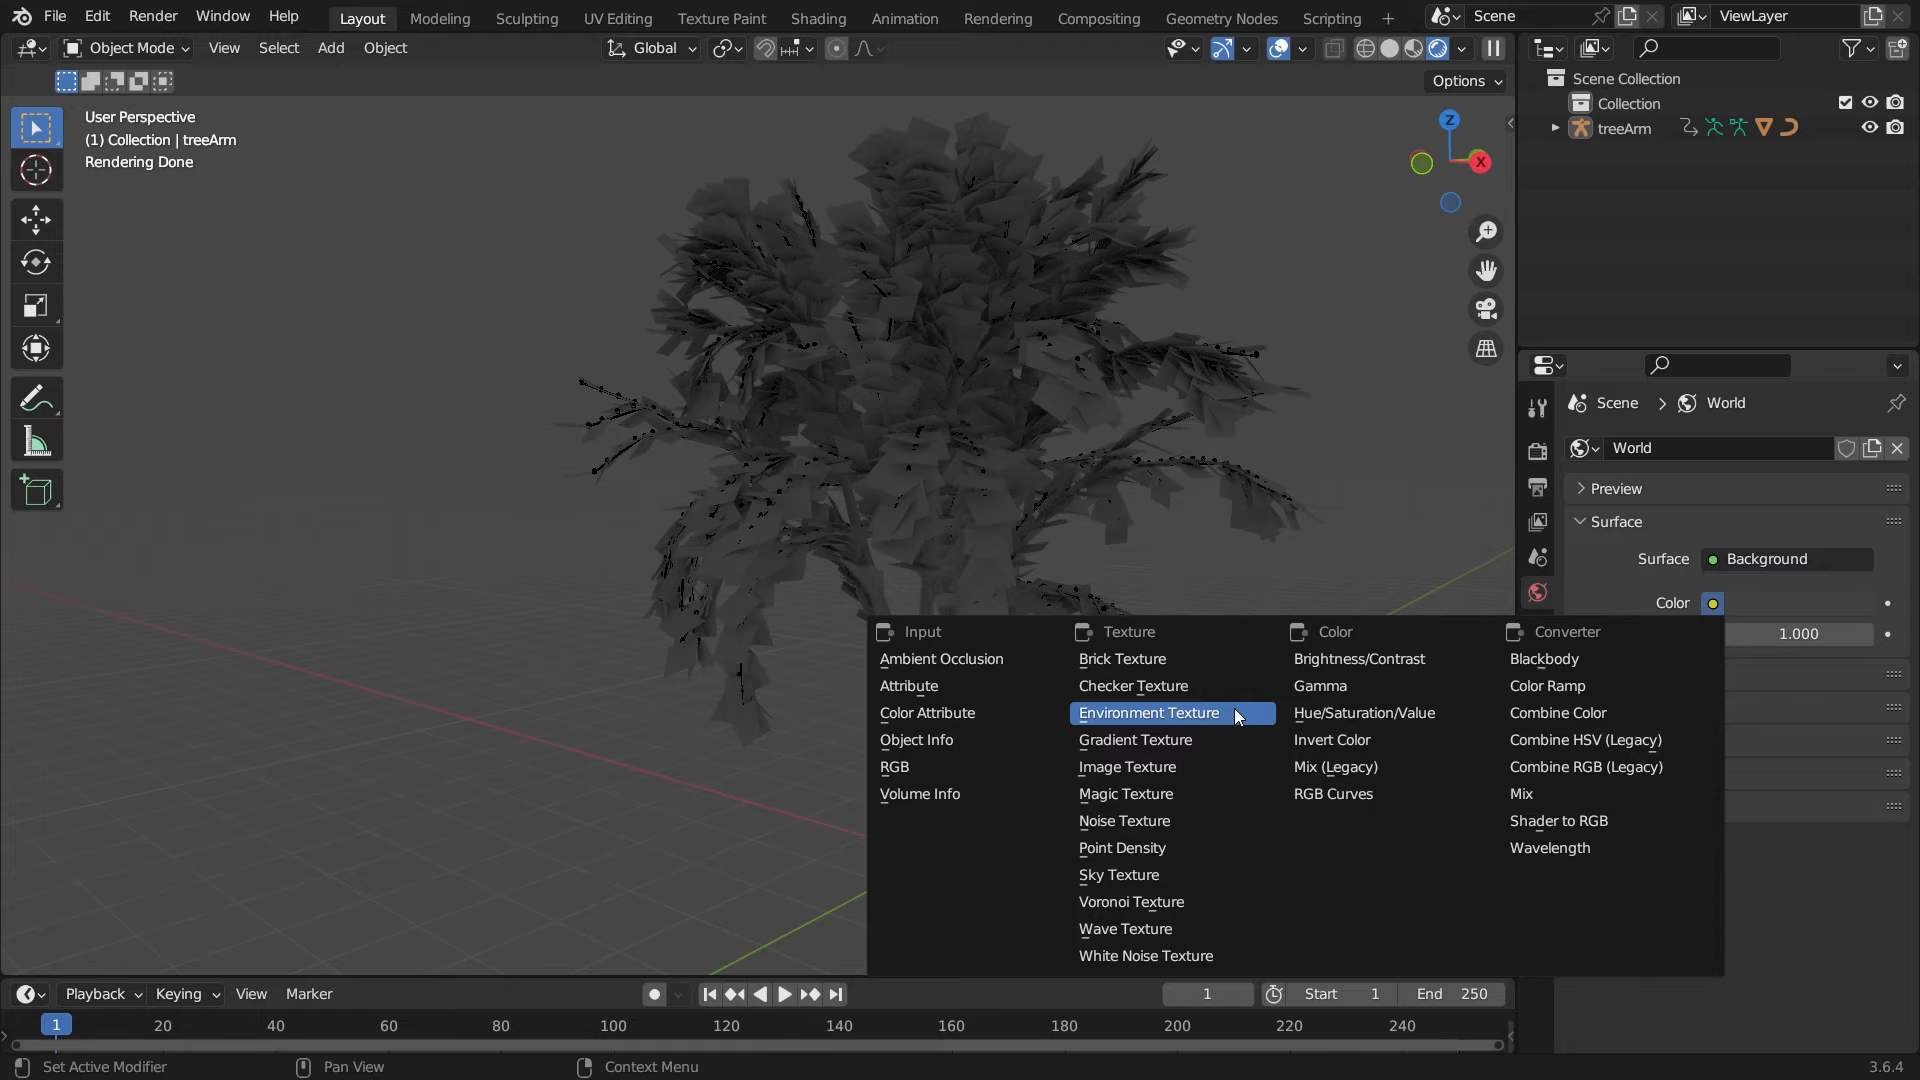 File Edit Render Window Help Layout Modeling Sculpting UV Editing Texture Paint Shading Animation Rendering Compositing Geometry Nodes Scripting + Scene ViewLayer
Object Mode View Select Add Object Global
Options
User Perspective
(1) Collection | treeArm
Rendering Done
Z
X
Scene Collection
Collection
treeArm
Scene > World
World
Preview
Surface
Surface Background
Color
1.000
Input
Ambient Occlusion
Attribute
Color Attribute
Object Info
RGB
Volume Info
Texture
Brick Texture
Checker Texture
Environment Texture
Gradient Texture
Image Texture
Magic Texture
Noise Texture
Point Density
Sky Texture
Voronoi Texture
Wave Texture
White Noise Texture
Color
Brightness/Contrast
Gamma
Hue/Saturation/Value
Invert Color
Mix (Legacy)
RGB Curves
Converter
Blackbody
Color Ramp
Combine Color
Combine HSV (Legacy)
Combine RGB (Legacy)
Mix
Shader to RGB
Wavelength
Playback Keying View Marker 1 Start 1 End 250
1 20 40 60 80 100 120 140 160 180 200 220 240
Set Active Modifier Pan View Context Menu 3.6.4